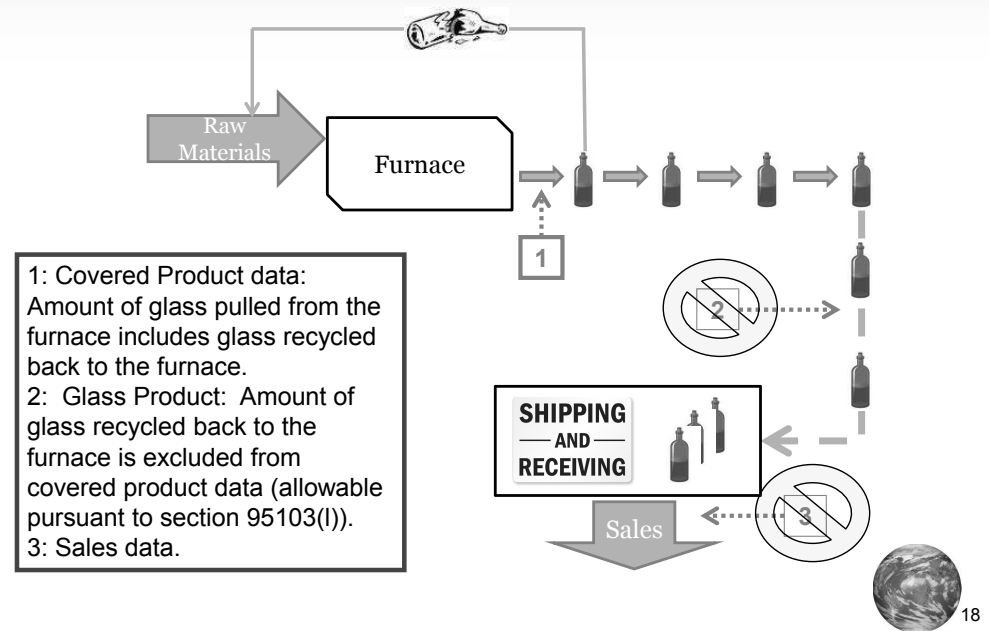 Raw
Materials
Furnace
1
1: Covered Product data:
Amount of glass pulled from the
furnace includes glass recycled
back to the furnace.
2:  Glass Product:  Amount of
glass recycled back to the
furnace is excluded from
covered product data (allowable
pursuant to section 95103(l)).
3: Sales data.
2
SHIPPING
AND
RECEIVING
3
Sales
18